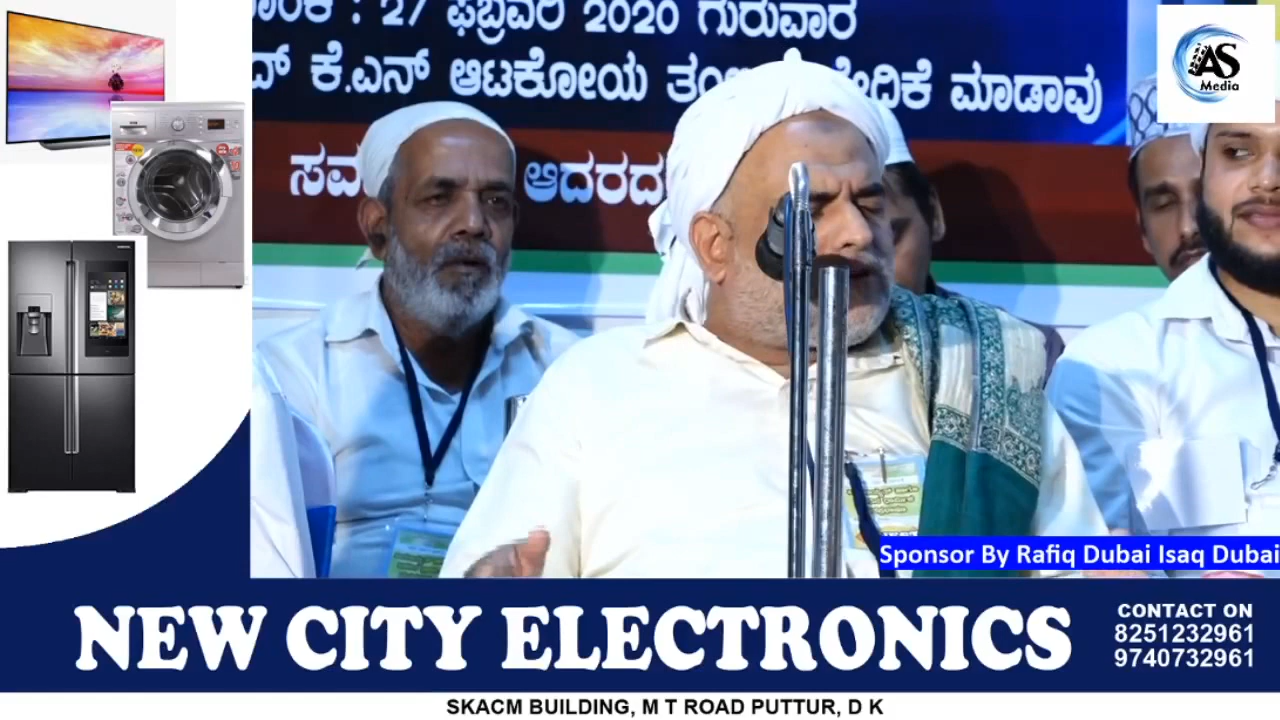 : 27 ಫೆಬ್ರವರಿ 2020 ಗುರುವಾರ
ಕೆ.ಎನ್ ಆಟಕೋಯ ಮಾಡಾವು
AS
Media
Sponsor By Rafiq Dubai Isaq Dubai
NEW CITY ELECTRONICS
CONTACT ON
8251232961
9740732961
SKACM BUILDING, M T ROAD PUTTUR, D K